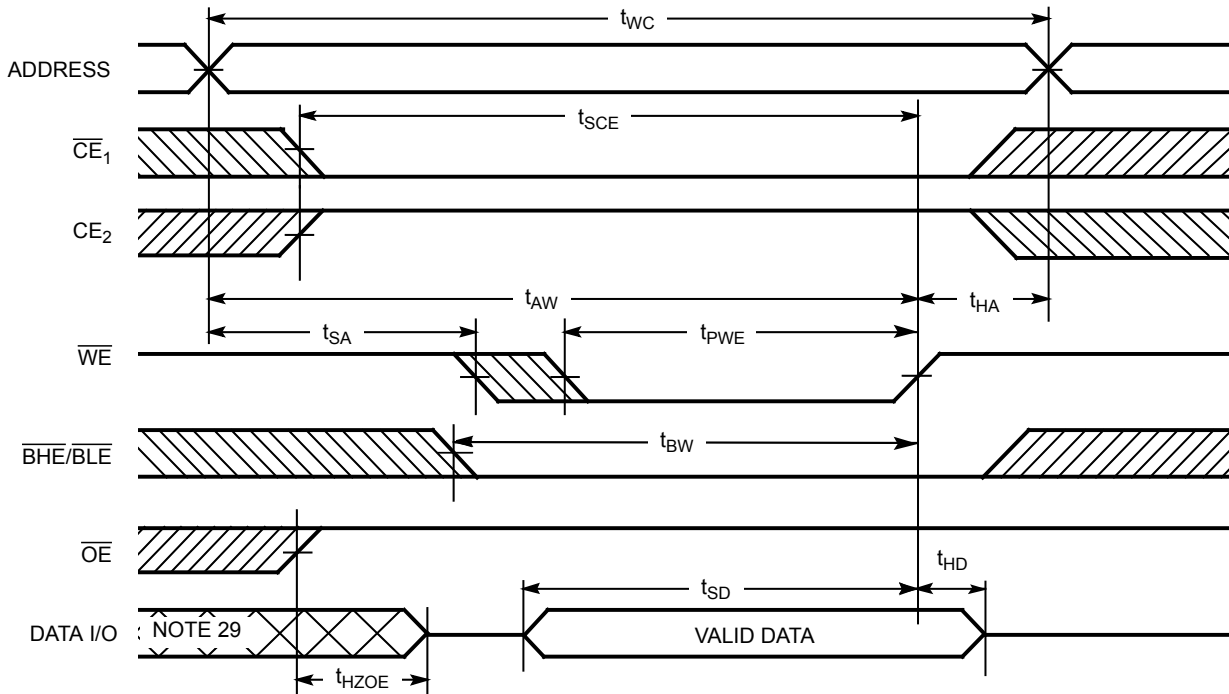 tWC
ADDRESS
tSCE
CE1
CE2
tAW
tHA
tSA
tPWE
WE
tBW
BHE/BLE
OE
tHD
tSD
DATA I/O
NOTE 29
VALID DATA
tHZOE